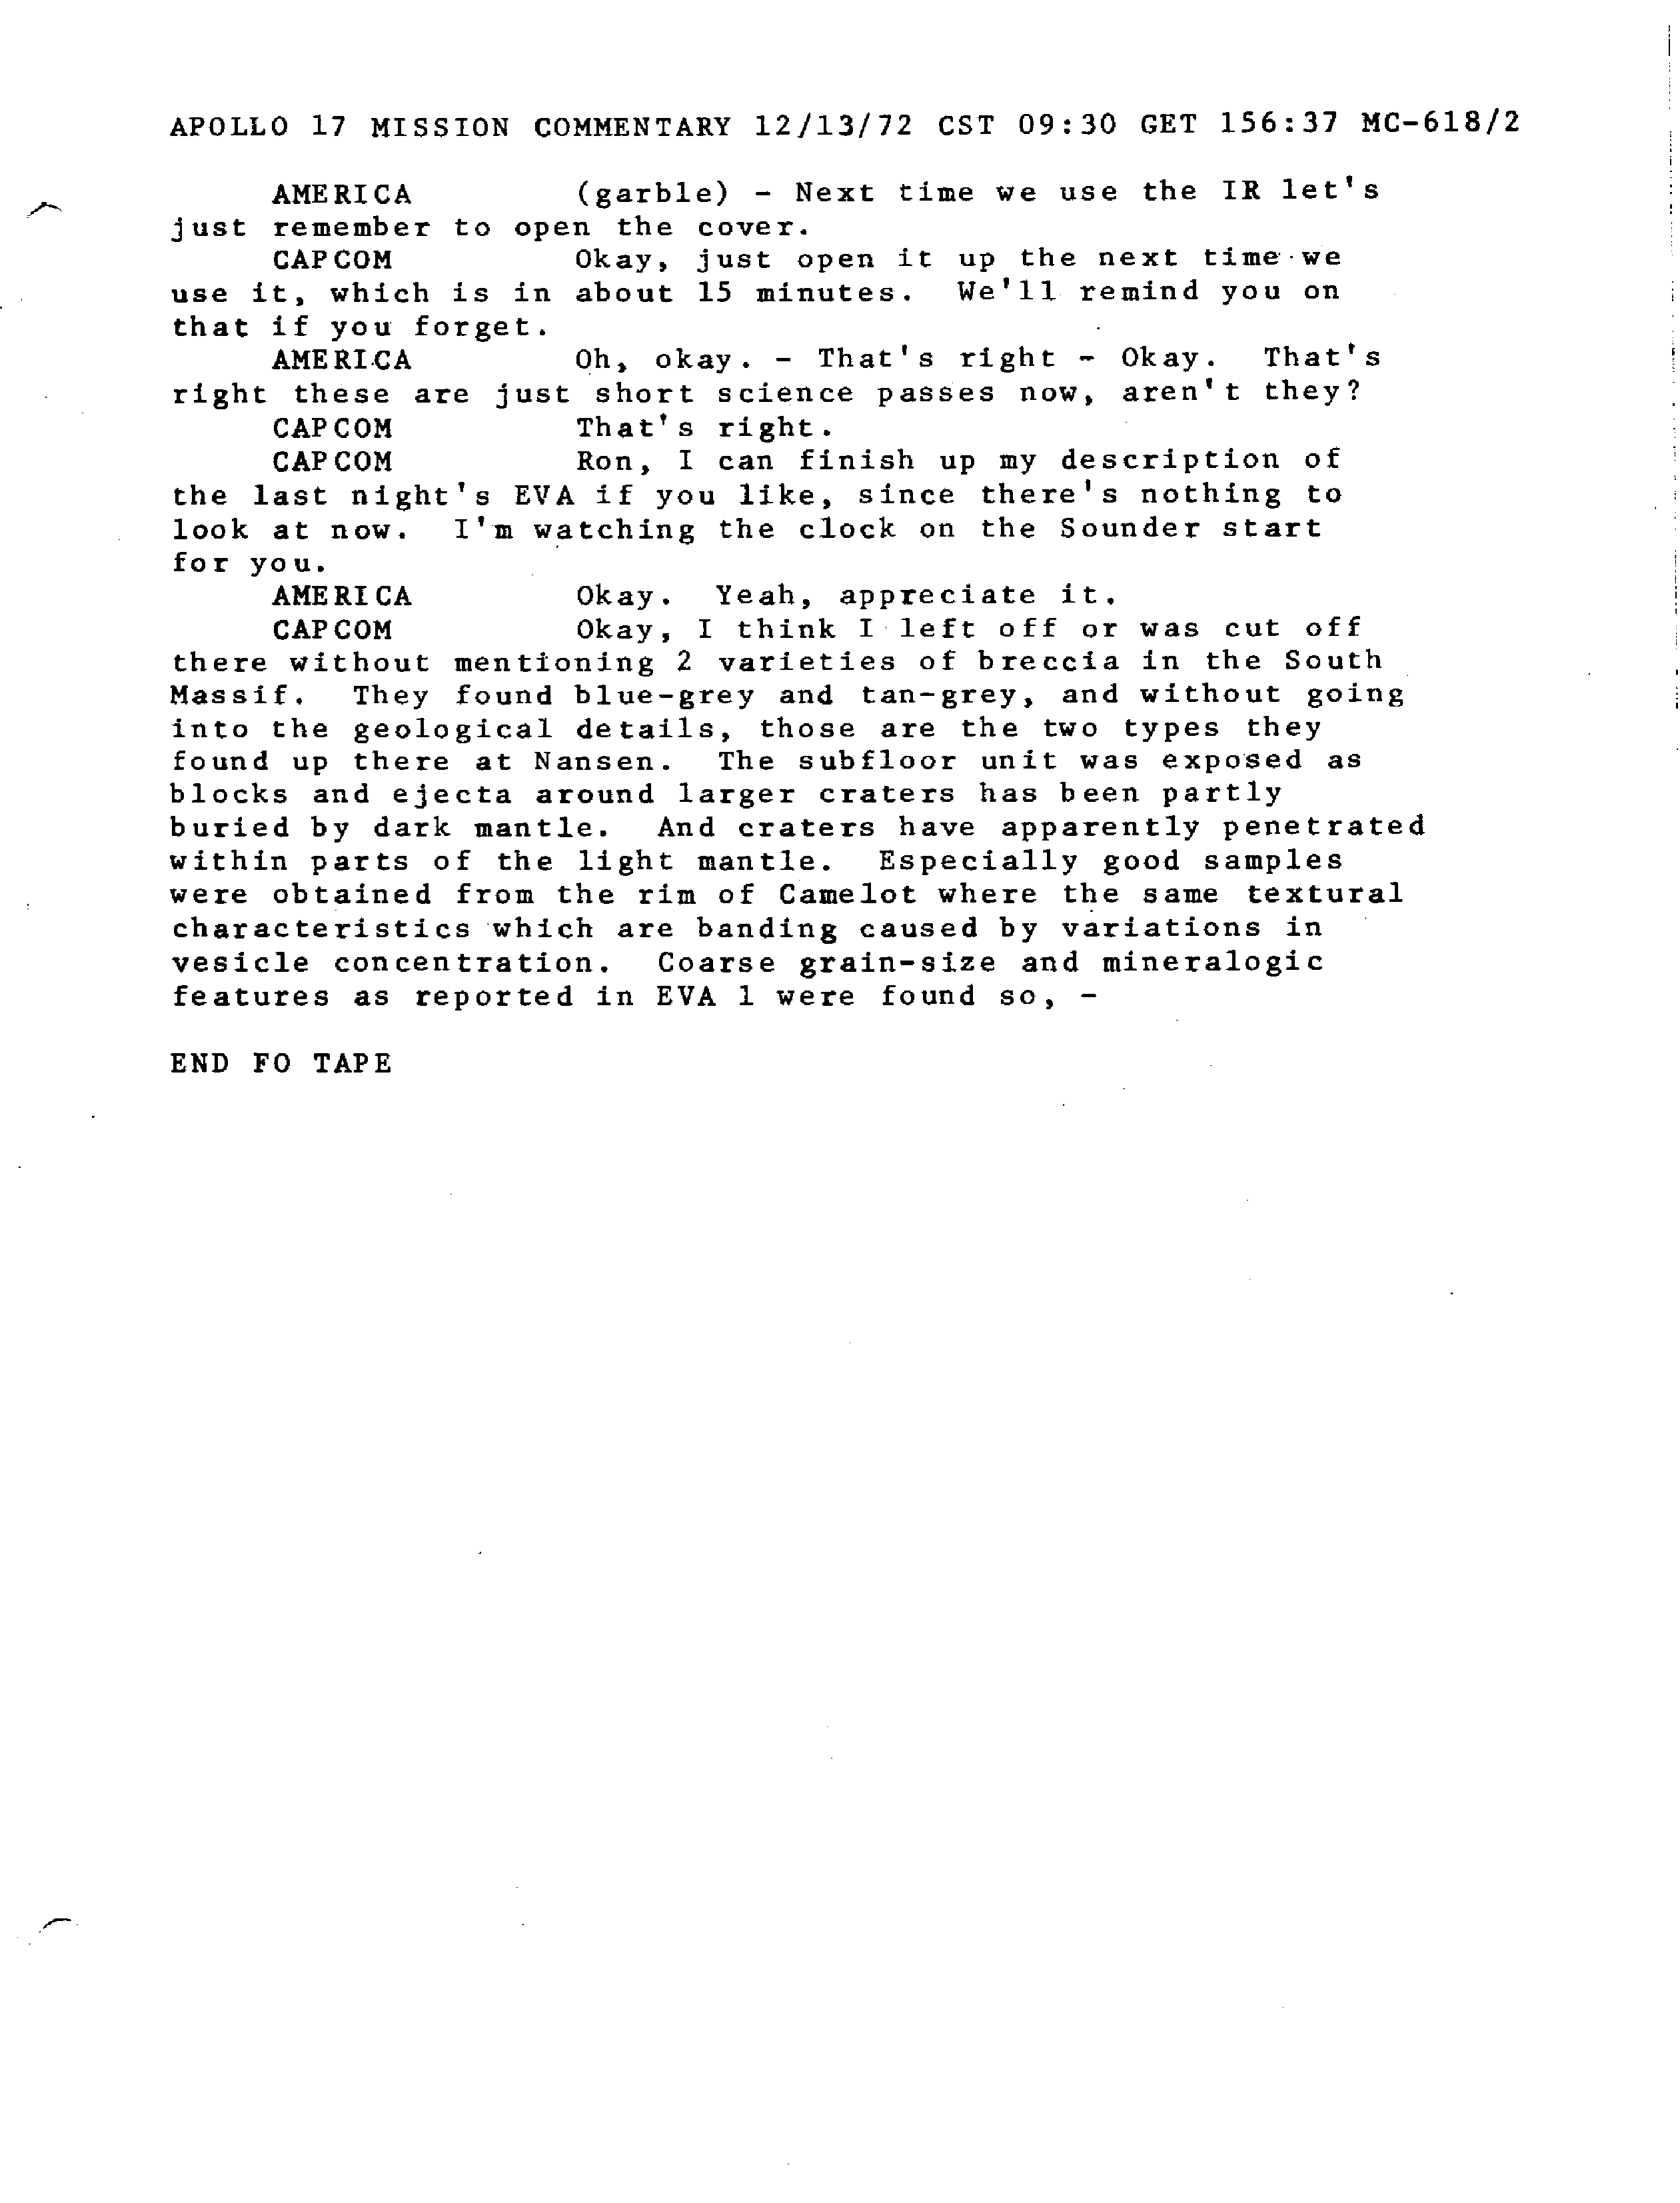 APOLLO 17 MISSION COMMENTARY 12/13/72 CST 09:30 GET 156:37 MC-618/2
AMERICA (garble) - Next time we use the IR let's
just remember to open the cover.
CAPCOM Okay, just open it up the next time we
use it, which is in about 15 minutes. We'll remind you on
that if you forget.
AMERICA Oh, okay. - That's right - Okay. That's
right these are just short science passes now, aren't they?
CAPCOM That's right.
CAPCOM Ron, I can finish up my description of
the last night's EVA if you like, since there's nothing to
look at now. I'm watching the clock on the Sounder start
for you.
AMERICA Okay. Yeah, appreciate it.
CAPCOM Okay, I think I left off or was cut off
there without mentioning 2 varieties of breccia in the South
Massif. They found blue-grey and tan-grey, and without going
into the geological details, those are the two types they
found up there at Nansen. The subfloor unit was exposed as
blocks and ejecta around larger craters has been partly
buried by dark mantle. And craters have apparently penetrated
within parts of the light mantle. Especially good samples
were obtained from the rim of Camelot where the same textural
characteristics which are banding caused by variations in
vesicle concentration. Coarse grain-size and mineralogic
features as reported in EVA 1 were found so, -
END FO TAPE